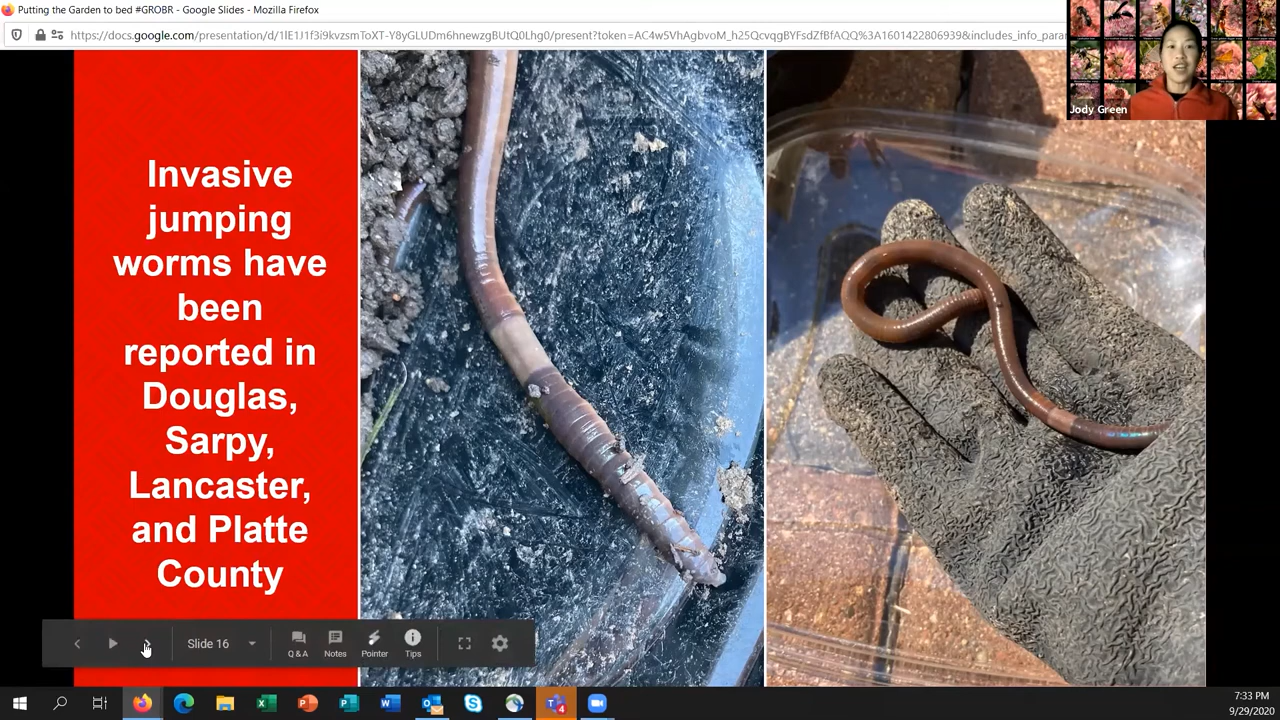 Putting the Garden to bed #GROBR - Google Slides - Mozilla Firefox
Jody Green
Invasive
jumping
worms have
been
reported in
Douglas,
Sarpy,
Lancaster,
and Platte
County
Slide 16
Q & A
Notes
Pointer
Tips
4
7:33 PM
9/29/2020